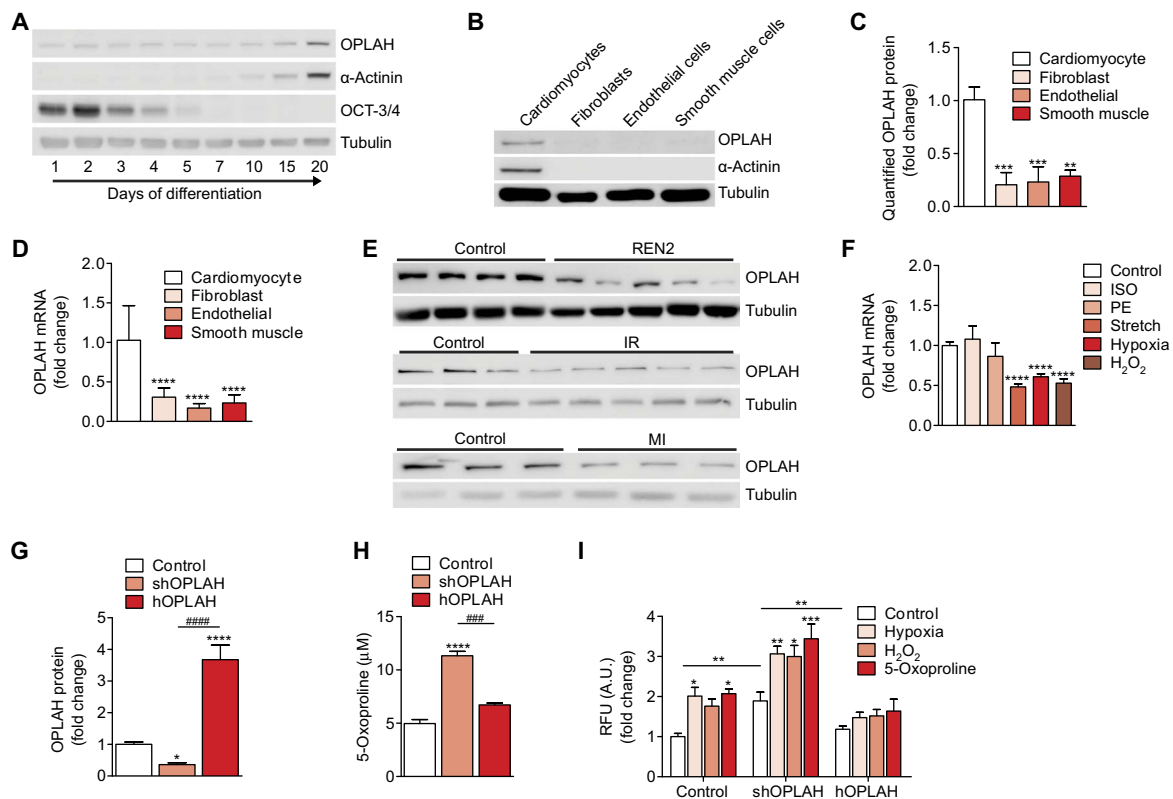 A
OPLAH
α-Actinin
OCT-3/4
Tubulin
1 2 3 4 5 7 10 15 20
Days of differentiation
B
Cardiomyocytes
Fibroblasts
Endothelial cells
Smooth muscle cells
OPLAH
α-Actinin
Tubulin
C
Cardiomyocyte
Fibroblast
Endothelial
Smooth muscle
Quantified OPLAH protein
(fold change)
1.5
1.0
0.5
0.0
*** *** **
D
Cardiomyocyte
Fibroblast
Endothelial
Smooth muscle
OPLAH mRNA
(fold change)
2.0
1.5
1.0
0.5
0.0
**** **** ****
E
Control REN2
OPLAH
Tubulin
Control IR
OPLAH
Tubulin
Control MI
OPLAH
Tubulin
F
Control
ISO
PE
Stretch
Hypoxia
H₂O₂
OPLAH mRNA
(fold change)
2.0
1.5
1.0
0.5
0.0
**** **** ****
G
Control
shOPLAH
hOPLAH
OPLAH protein
(fold change)
5
4
3
2
1
0
####
* ****
H
Control
shOPLAH
hOPLAH
5-Oxoproline (µM)
15
10
5
0
###
****
I
Control
Hypoxia
H₂O₂
5-Oxoproline
RFU (A.U.)
(fold change)
4
3
2
1
0
**
**
* *
** * ***
Control shOPLAH hOPLAH